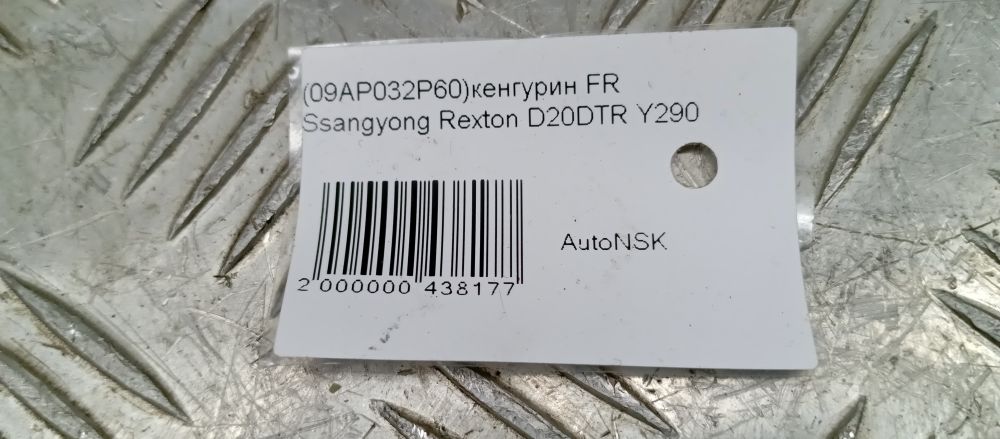 (09AP032P60)кенгурин FR
Ssangyong Rexton D20DTR Y290
AutoNSK
2 000000 438177